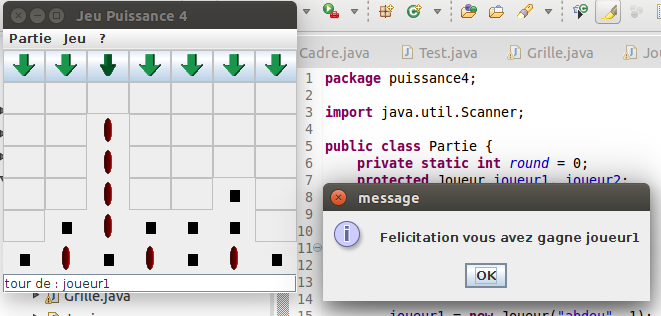 Jeu Puissance 4
Partie Jeu ?
tour de : joueur1
Grille.java
Cadre.java Test.java Grille.java
1 package puissance4;
2
3 import java.util.Scanner;
4
5 public class Partie {
6 private static int round = 0;
7 protected Joueur joueur1, joueur2;
8
9
10
11
12
message
Felicitation vous avez gagne joueur1
OK
15 joueur1 = new Joueur("abdou", 1);